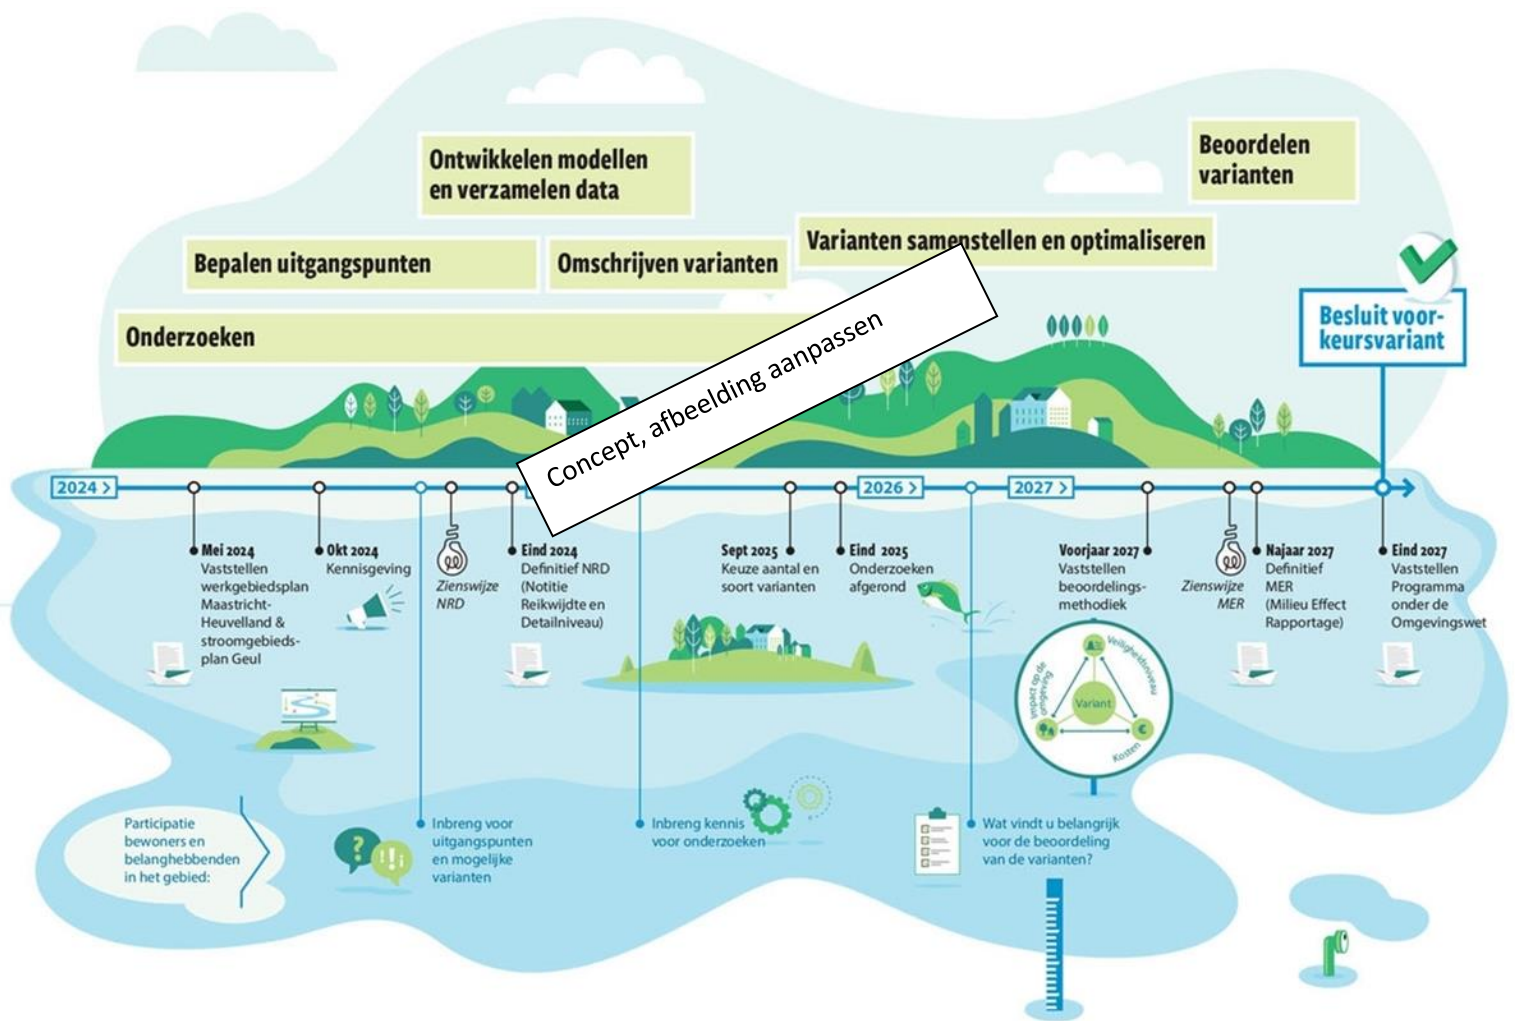 Ontwikkelen modellen
en verzamelen data
Beoordelen
varianten
Bepalen uitgangspunten
Omschrijven varianten
Varianten samenstellen en optimaliseren
Onderzoeken
Besluit voor-
keursvariant
Concept, afbeelding aanpassen
2024 >
2026 >
2027 >
Mei 2024
Vaststellen
werkgebiedsplan
Maastricht-
Heuvelland &
stroomgebieds-
plan Geul
Okt 2024
Kennisgeving
Zienswijze
NRD
Eind 2024
Definitief NRD
(Notitie
Reikwijdte en
Detailniveau)
Sept 2025
Keuze aantal en
soort varianten
Eind 2025
Onderzoeken
afgerond
Voorjaar 2027
Vaststellen
beoordelings-
methodiek
Zienswijze
MER
Najaar 2027
Definitief
MER
(Milieu Effect
Rapportage)
Eind 2027
Vaststellen
Programma
onder de
Omgevingswet
Impact op de
omgeving
Veiligheidsniveau
Variant
€
Kosten
Participatie
bewoners en
belanghebbenden
in het gebied:
? !!i
Inbreng voor
uitgangspunten
en mogelijke
varianten
Inbreng kennis
voor onderzoeken
Wat vindt u belangrijk
voor de beoordeling
van de varianten?